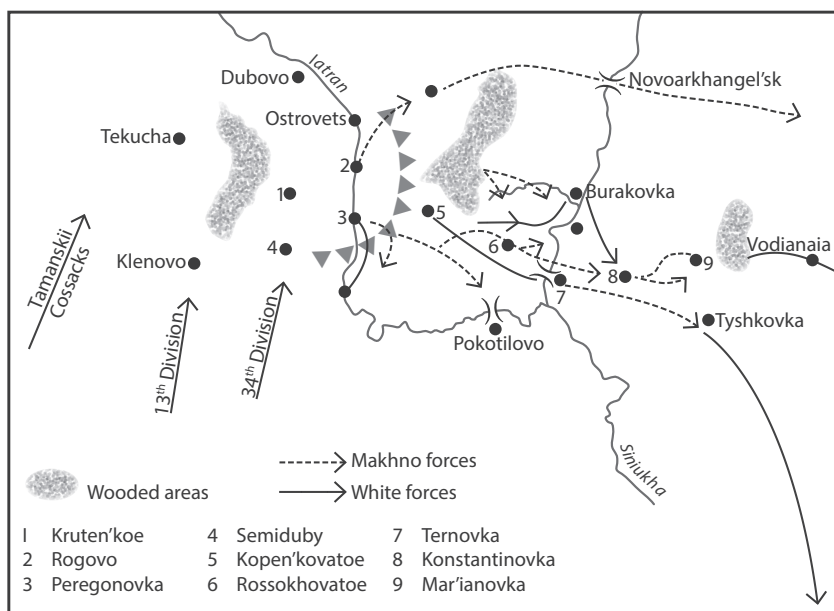 Iatran
Dubovo
Novoarkhangel'sk
Ostrovets
Tekucha
2
1
Burakovka
3
5
4
6
Vodianaia
Klenovo
9
8
7
Tamanskii
Cossacks
13th Division
34th Division
Tyshkovka
Pokotilovo
Siniukha
Makhno forces
Wooded areas
White forces
1 Kruten'koe 4 Semiduby 7 Ternovka
2 Rogovo 5 Kopen'kovatoe 8 Konstantinovka
3 Peregonovka 6 Rossokhovatoe 9 Mar'ianovka